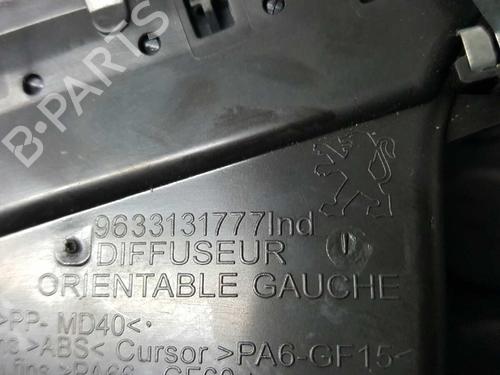 B-PARTS
9633131777Ind
DIFFUSEUR
ORIENTABLE GAUCHE
>PP- MD40<
>ABS< Cursor >PA6-GF15<